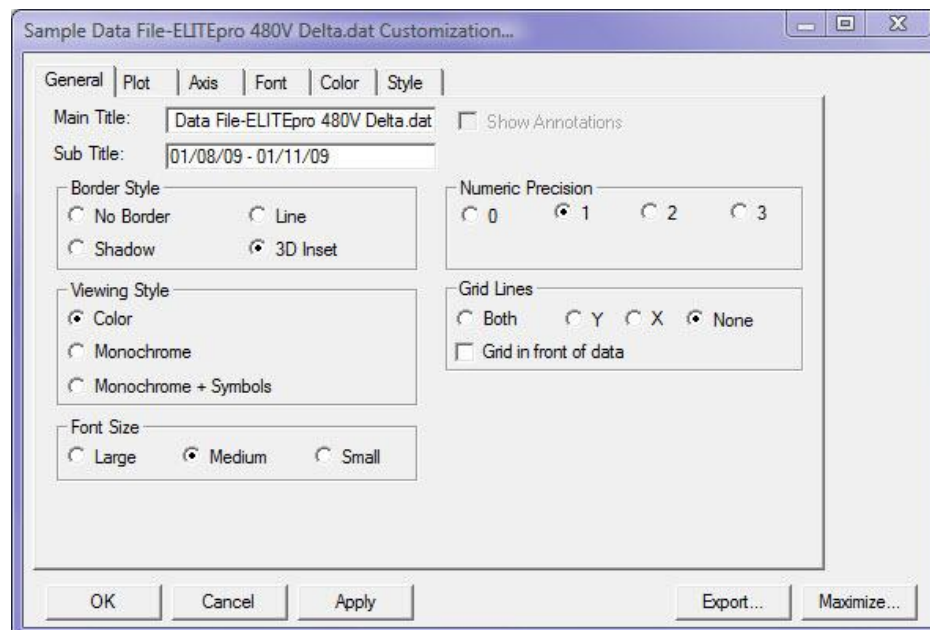 Sample Data File-ELITEpro 480V Delta.dat Customization...
General Plot Axis Font Color Style
Main Title: Data File-ELITEpro 480V Delta.dat Show Annotations
Sub Title: 01/08/09 - 01/11/09
Border Style
No Border Line
Shadow 3D Inset
Numeric Precision
0 1 2 3
Viewing Style
Color
Monochrome
Monochrome + Symbols
Grid Lines
Both Y X None
Grid in front of data
Font Size
Large Medium Small
OK Cancel Apply Export... Maximize...